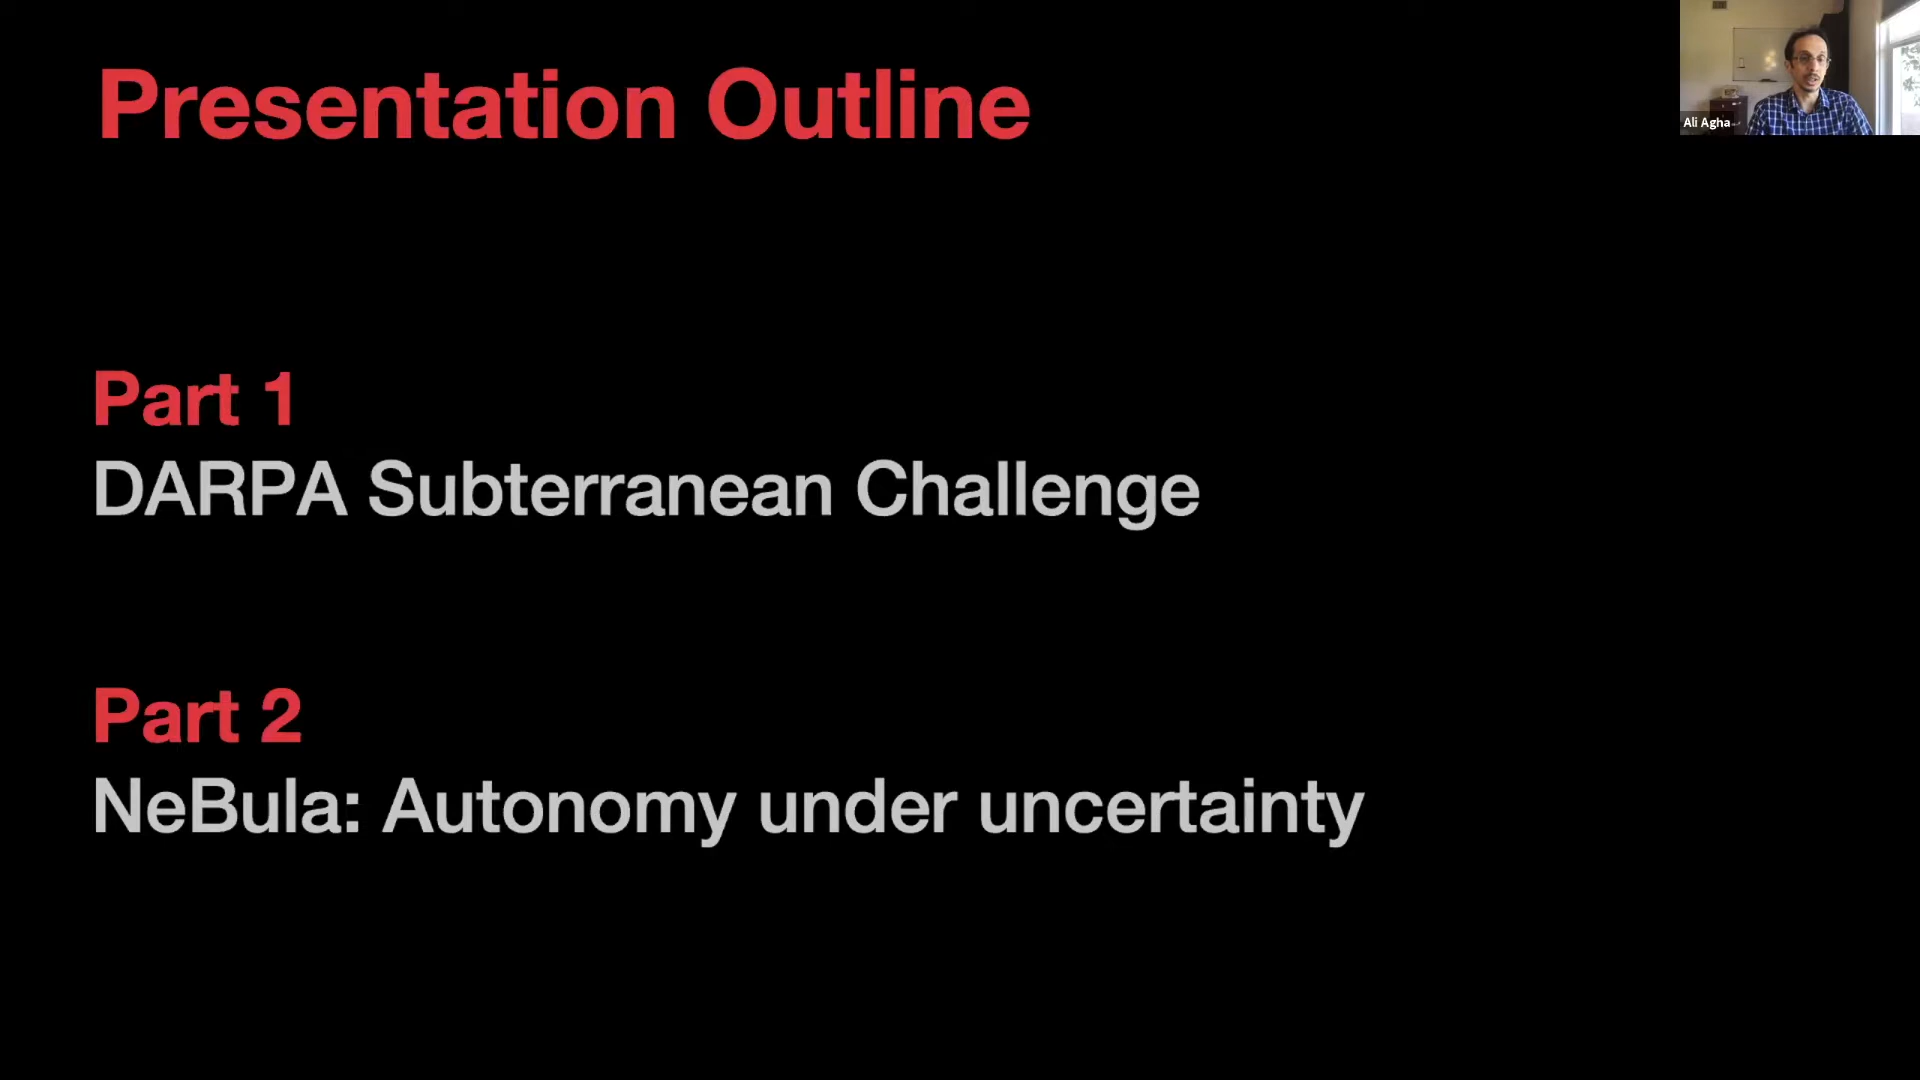 Presentation Outline
Ali Agha
Part 1
DARPA Subterranean Challenge
Part 2
NeBula: Autonomy under uncertainty